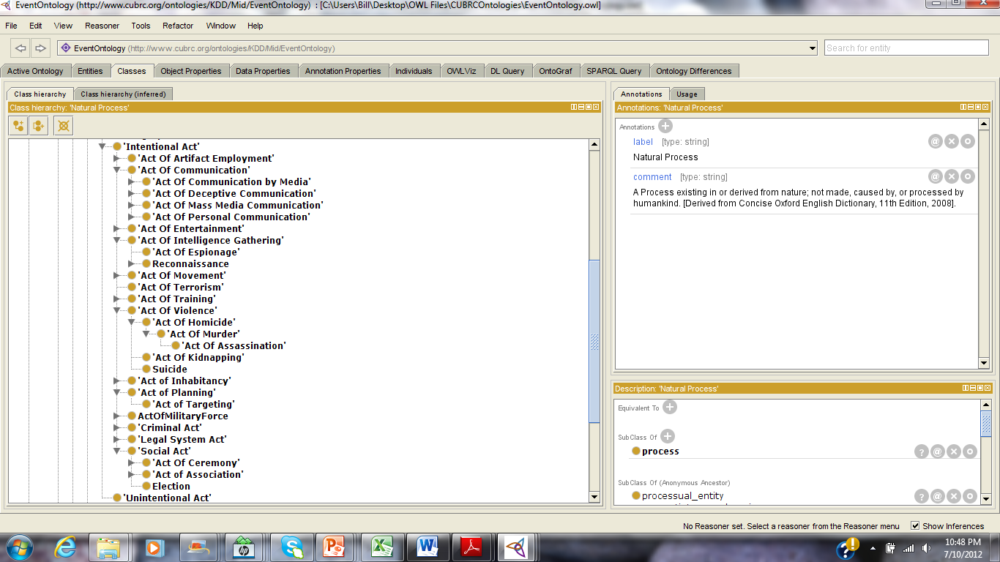 EventOntology (http://www.cubrc.org/ontologies/KDD/Mid/EventOntology) : [C:\Users\Bill\Desktop\OWL Files\CUBRCOntologies\EventOntology.owl]
File Edit View Reasoner Tools Refactor Window Help
EventOntology (http://www.cubrc.org/ontologies/KDD/Mid/EventOntology) Search for entity
Active Ontology Entities Classes Object Properties Data Properties Annotation Properties Individuals OWLViz DL Query OntoGraf SPARQL Query Ontology Differences
Class hierarchy Class hierarchy (inferred)
Class hierarchy: 'Natural Process'
'Intentional Act'
'Act Of Artifact Employment'
'Act Of Communication'
'Act Of Communication by Media'
'Act Of Deceptive Communication'
'Act Of Mass Media Communication'
'Act Of Personal Communication'
'Act Of Entertainment'
'Act Of Intelligence Gathering'
'Act Of Espionage'
Reconnaissance
'Act Of Movement'
'Act Of Terrorism'
'Act Of Training'
'Act Of Violence'
'Act Of Homicide'
'Act Of Murder'
'Act Of Assassination'
'Act Of Kidnapping'
Suicide
'Act of Inhabitancy'
'Act of Planning'
'Act of Targeting'
ActOfMilitaryForce
'Criminal Act'
'Legal System Act'
'Social Act'
'Act Of Ceremony'
'Act of Association'
Election
'Unintentional Act'
Annotations Usage
Annotations: 'Natural Process'
Annotations
label [type: string]
Natural Process
comment [type: string]
A Process existing in or derived from nature; not made, caused by, or processed by
humankind. [Derived from Concise Oxford English Dictionary, 11th Edition, 2008].
Description: 'Natural Process'
Equivalent To
SubClass Of
process
SubClass Of (Anonymous Ancestor)
processual_entity
No Reasoner set. Select a reasoner from the Reasoner menu Show Inferences
10:48 PM
7/10/2012